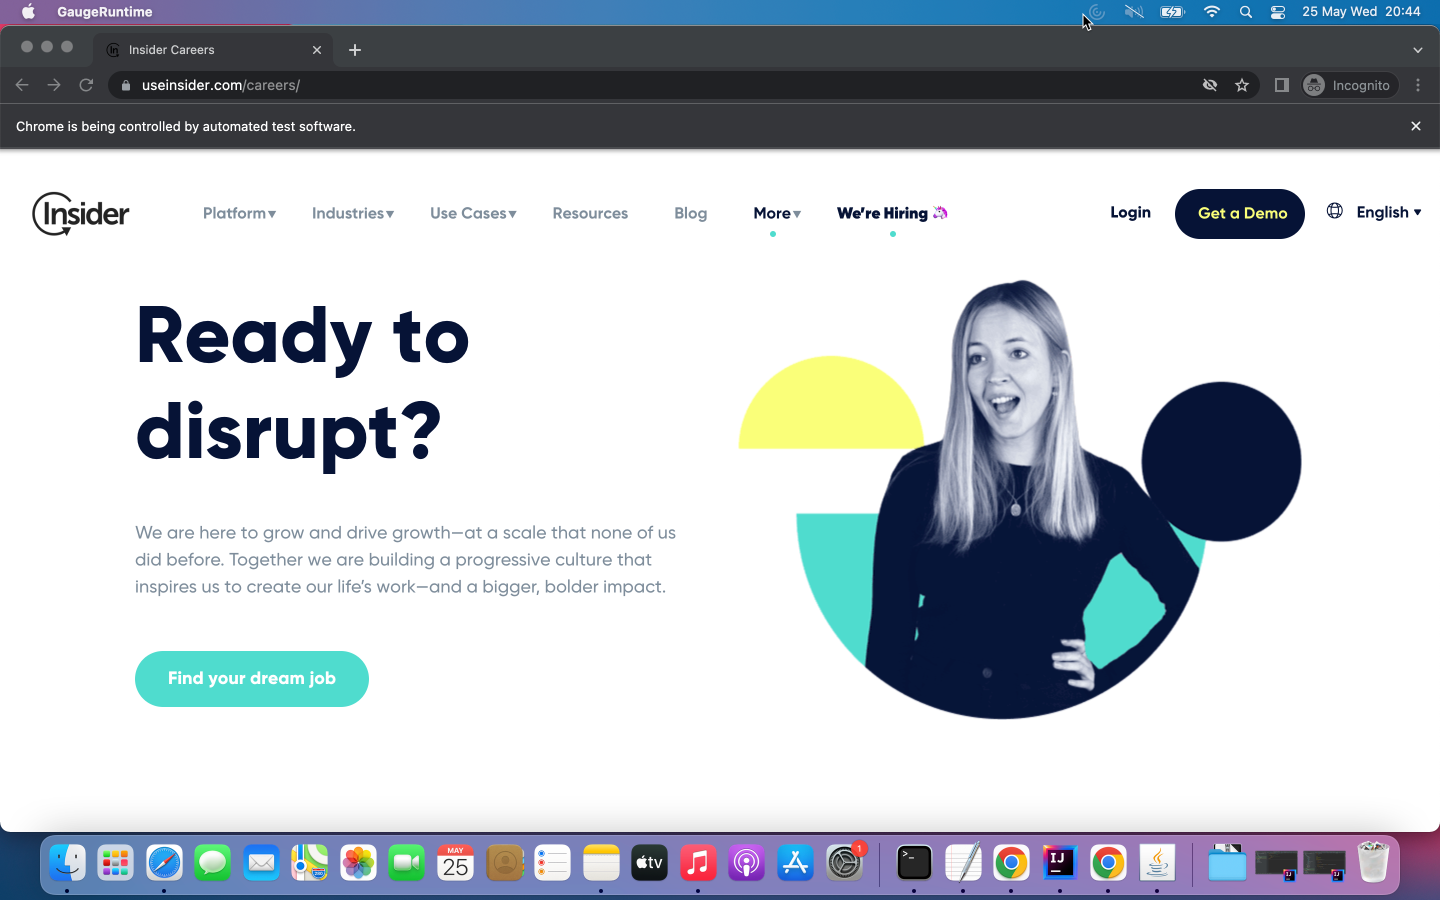 GaugeRuntime
25 May Wed 20:44
Insider Careers
useinsider.com/careers/
Incognito
Chrome is being controlled by automated test software.
Insider
Platform▾
Industries▾
Use Cases▾
Resources
Blog
More▾
We're Hiring 🦄
Login
Get a Demo
English ▾
Ready to
disrupt?
We are here to grow and drive growth—at a scale that none of us
did before. Together we are building a progressive culture that
inspires us to create our life's work—and a bigger, bolder impact.
Find your dream job
MAY
25
tv
1
>_
IJ
IJ
IJ